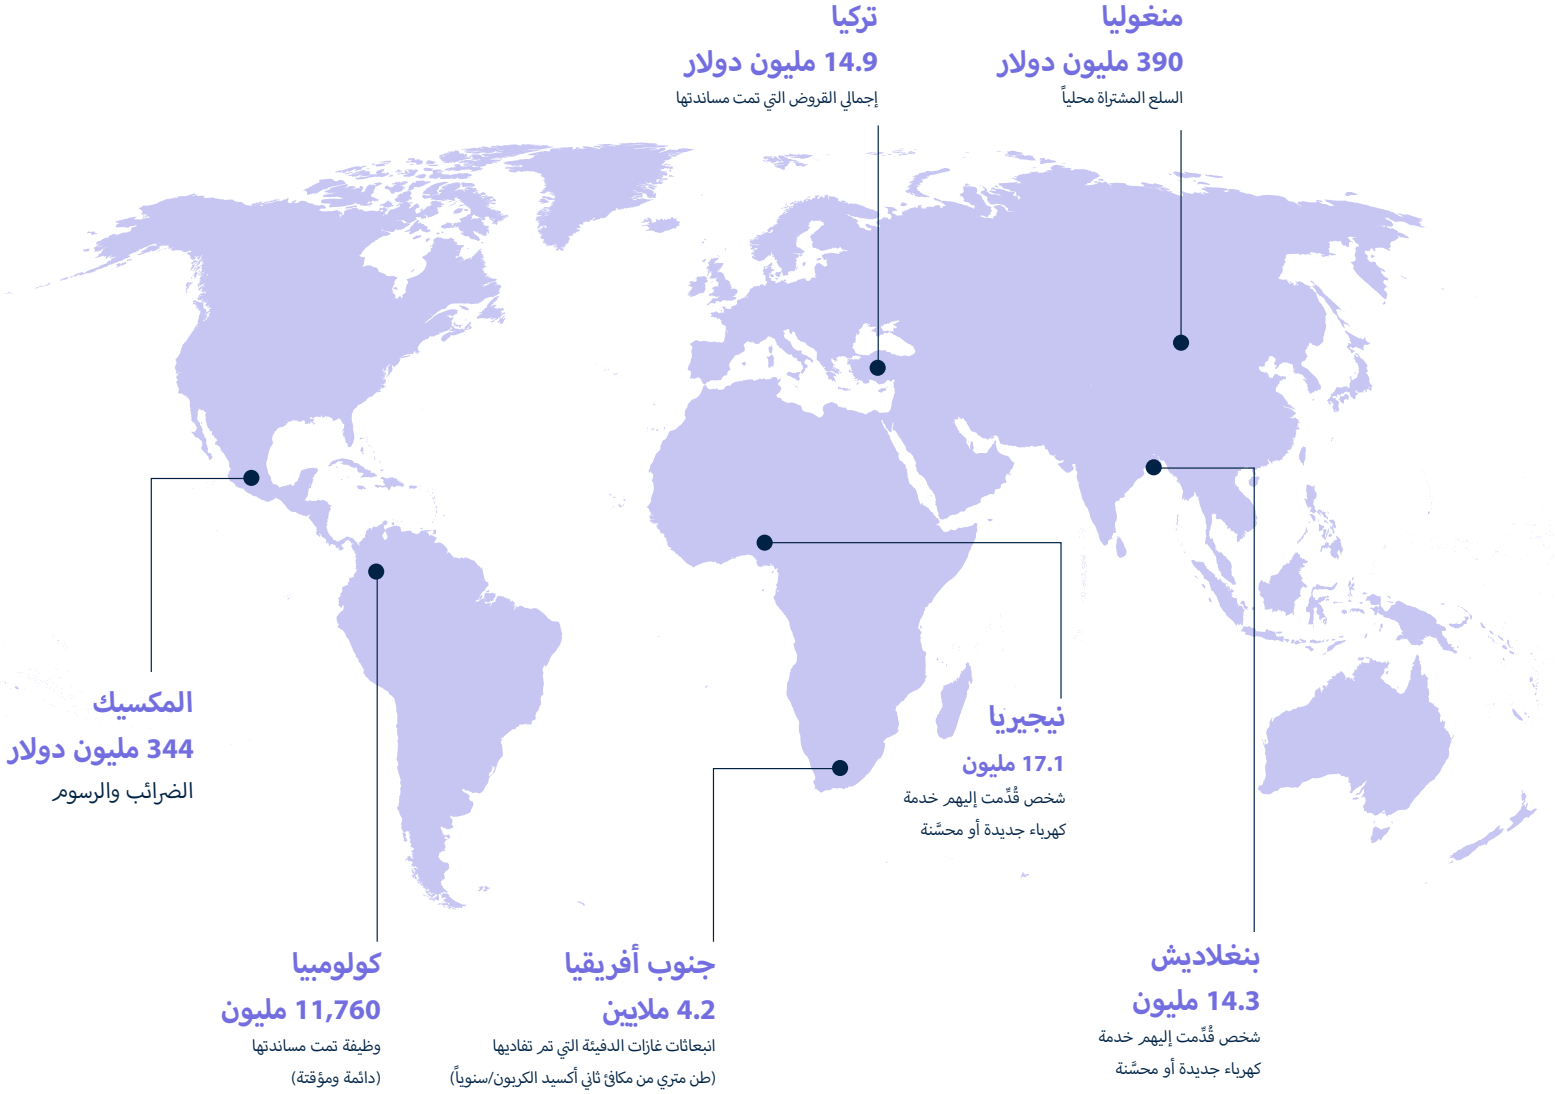 منغوليا
390 مليون دولار
السلع المشتراة محلياً
تركيا
14.9 مليون دولار
إجمالي القروض التي تمت مساندتها
نيجيريا
17.1 مليون
شخص قُدِّمت إليهم خدمة
كهرباء جديدة أو محسَّنة
المكسيك
344 مليون دولار
الضرائب والرسوم
بنغلاديش
14.3 مليون
شخص قُدِّمت إليهم خدمة
كهرباء جديدة أو محسَّنة
جنوب أفريقيا
4.2 ملايين
انبعاثات غازات الدفيئة التي تم تفاديها
(طن متري من مكافئ ثاني أكسيد الكربون/سنوياً)
كولومبيا
11,760 مليون
وظيفة تمت مساندتها
(دائمة ومؤقتة)